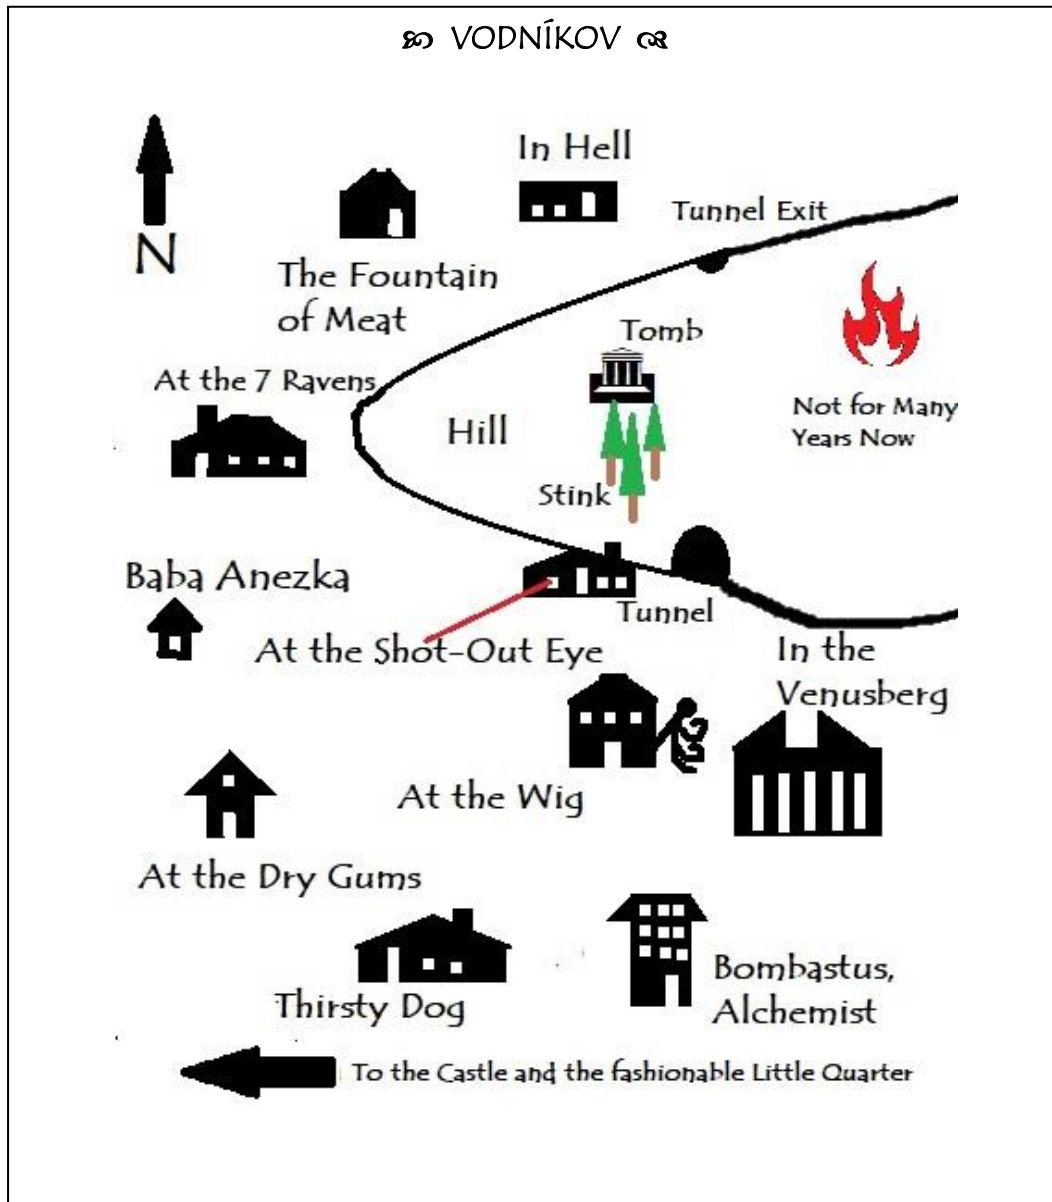 VODNÍKOV
In Hell
Tunnel Exit
N
The Fountain
of Meat
Tomb
At the 7 Ravens
Not for Many
Years Now
Hill
Stink
Baba Anezka
Tunnel
At the Shot-Out Eye
In the
Venusberg
At the Wig
At the Dry Gums
Bombastus,
Alchemist
Thirsty Dog
To the Castle and the fashionable Little Quarter